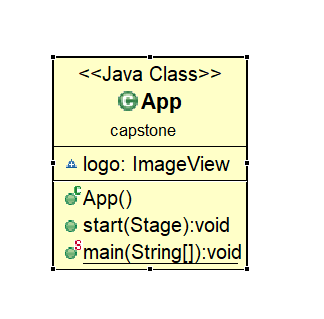 <<Java Class>>
C App
capstone
logo: ImageView
C App()
start(Stage):void
S main(String[]):void